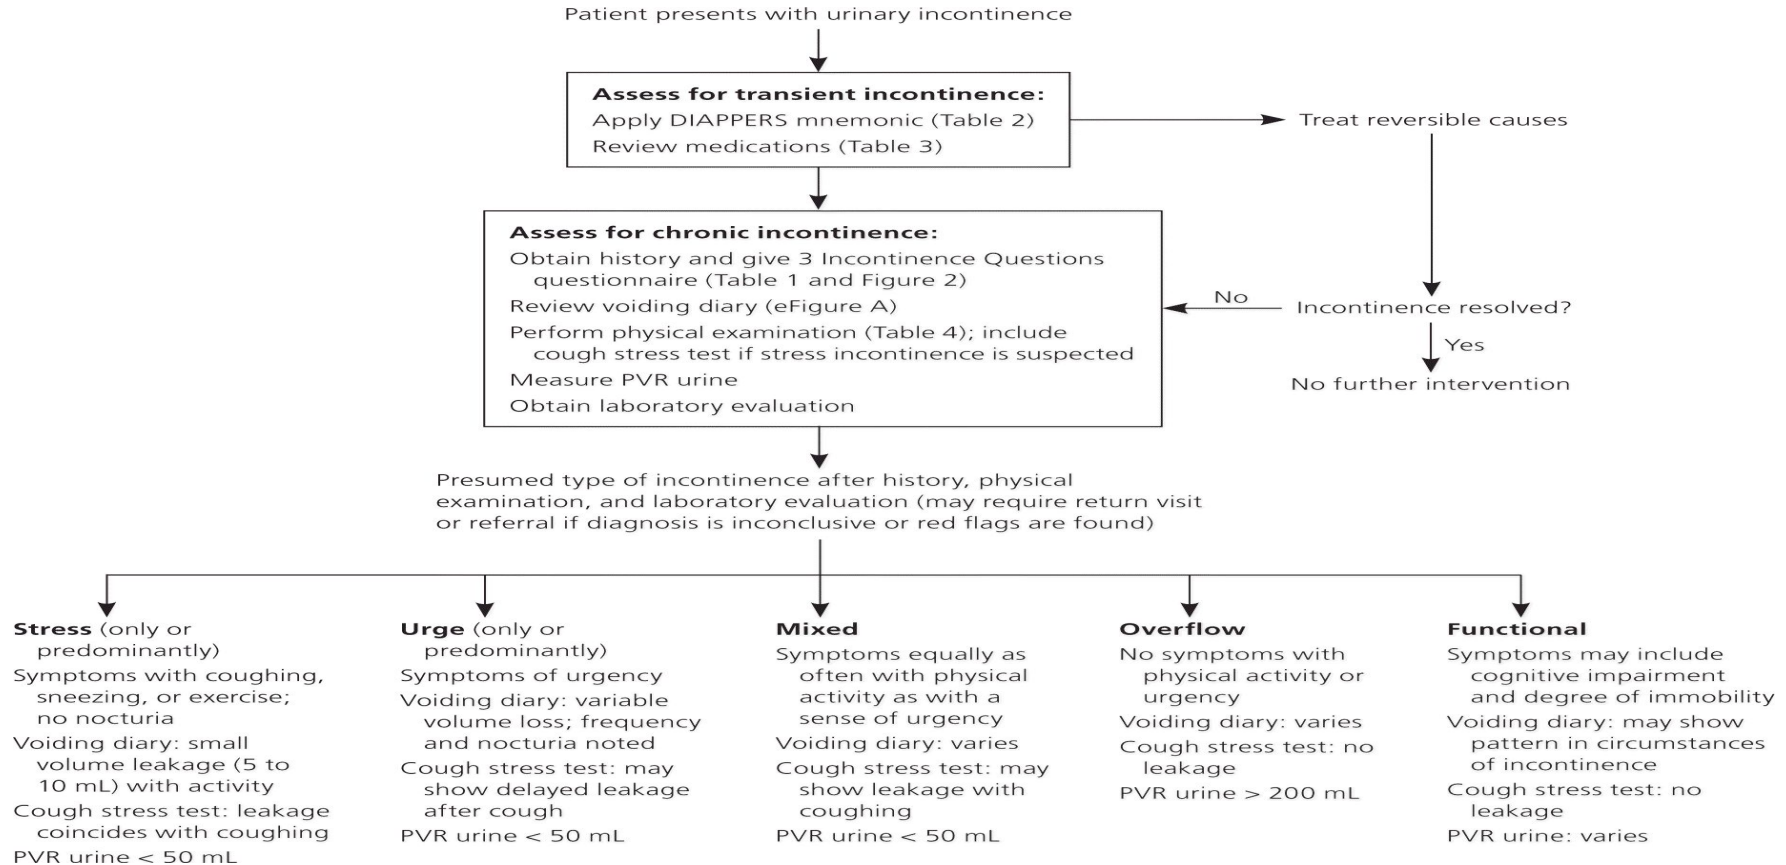 Patient presents with urinary incontinence
Assess for transient incontinence:
Apply DIAPPERS mnemonic (Table 2)
Review medications (Table 3)
Treat reversible causes
Assess for chronic incontinence:
Obtain history and give 3 Incontinence Questions
questionnaire (Table 1 and Figure 2)
Review voiding diary (eFigure A)
Perform physical examination (Table 4); include
cough stress test if stress incontinence is suspected
Measure PVR urine
Obtain laboratory evaluation
No
Incontinence resolved?
Yes
No further intervention
Presumed type of incontinence after history, physical
examination, and laboratory evaluation (may require return visit
or referral if diagnosis is inconclusive or red flags are found)
Stress (only or
predominantly)
Symptoms with coughing,
sneezing, or exercise;
no nocturia
Voiding diary: small
volume leakage (5 to
10 mL) with activity
Cough stress test: leakage
coincides with coughing
PVR urine < 50 mL
Urge (only or
predominantly)
Symptoms of urgency
Voiding diary: variable
volume loss; frequency
and nocturia noted
Cough stress test: may
show delayed leakage
after cough
PVR urine < 50 mL
Mixed
Symptoms equally as
often with physical
activity as with a
sense of urgency
Voiding diary: varies
Cough stress test: may
show leakage with
coughing
PVR urine < 50 mL
Overflow
No symptoms with
physical activity or
urgency
Voiding diary: varies
Cough stress test: no
leakage
PVR urine > 200 mL
Functional
Symptoms may include
cognitive impairment
and degree of immobility
Voiding diary: may show
pattern in circumstances
of incontinence
Cough stress test: no
leakage
PVR urine: varies